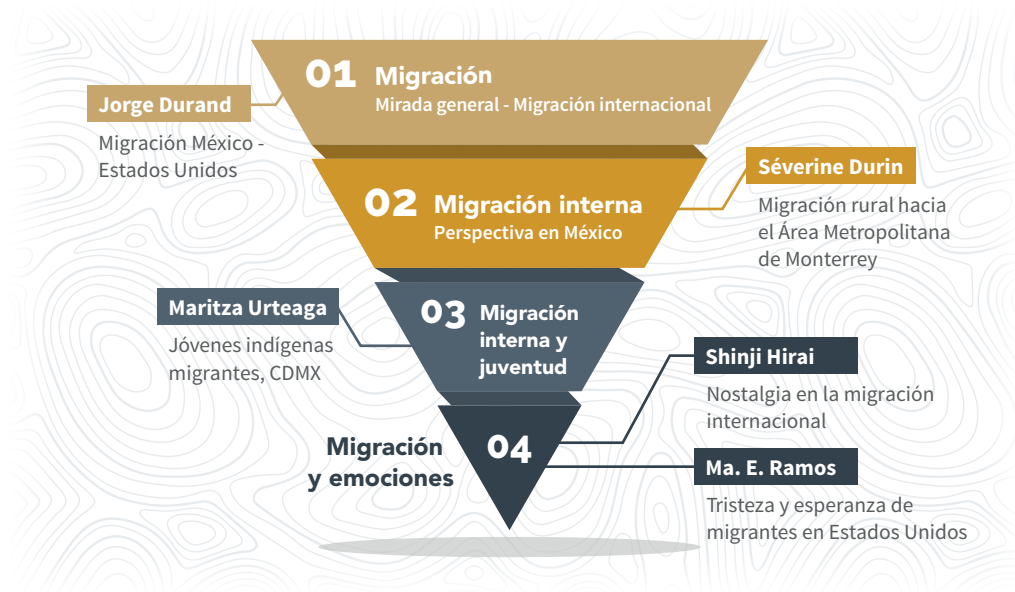 01
Migración
Mirada general - Migración internacional
Jorge Durand
Migración México -
Estados Unidos
02
Migración interna
Perspectiva en México
Séverine Durin
Migración rural hacia
el Área Metropolitana
de Monterrey
03
Migración
interna y
juventud
Maritza Urteaga
Jóvenes indígenas
migrantes, CDMX
04
Migración
y emociones
Shinji Hirai
Nostalgia en la migración
internacional
Ma. E. Ramos
Tristeza y esperanza de
migrantes en Estados Unidos